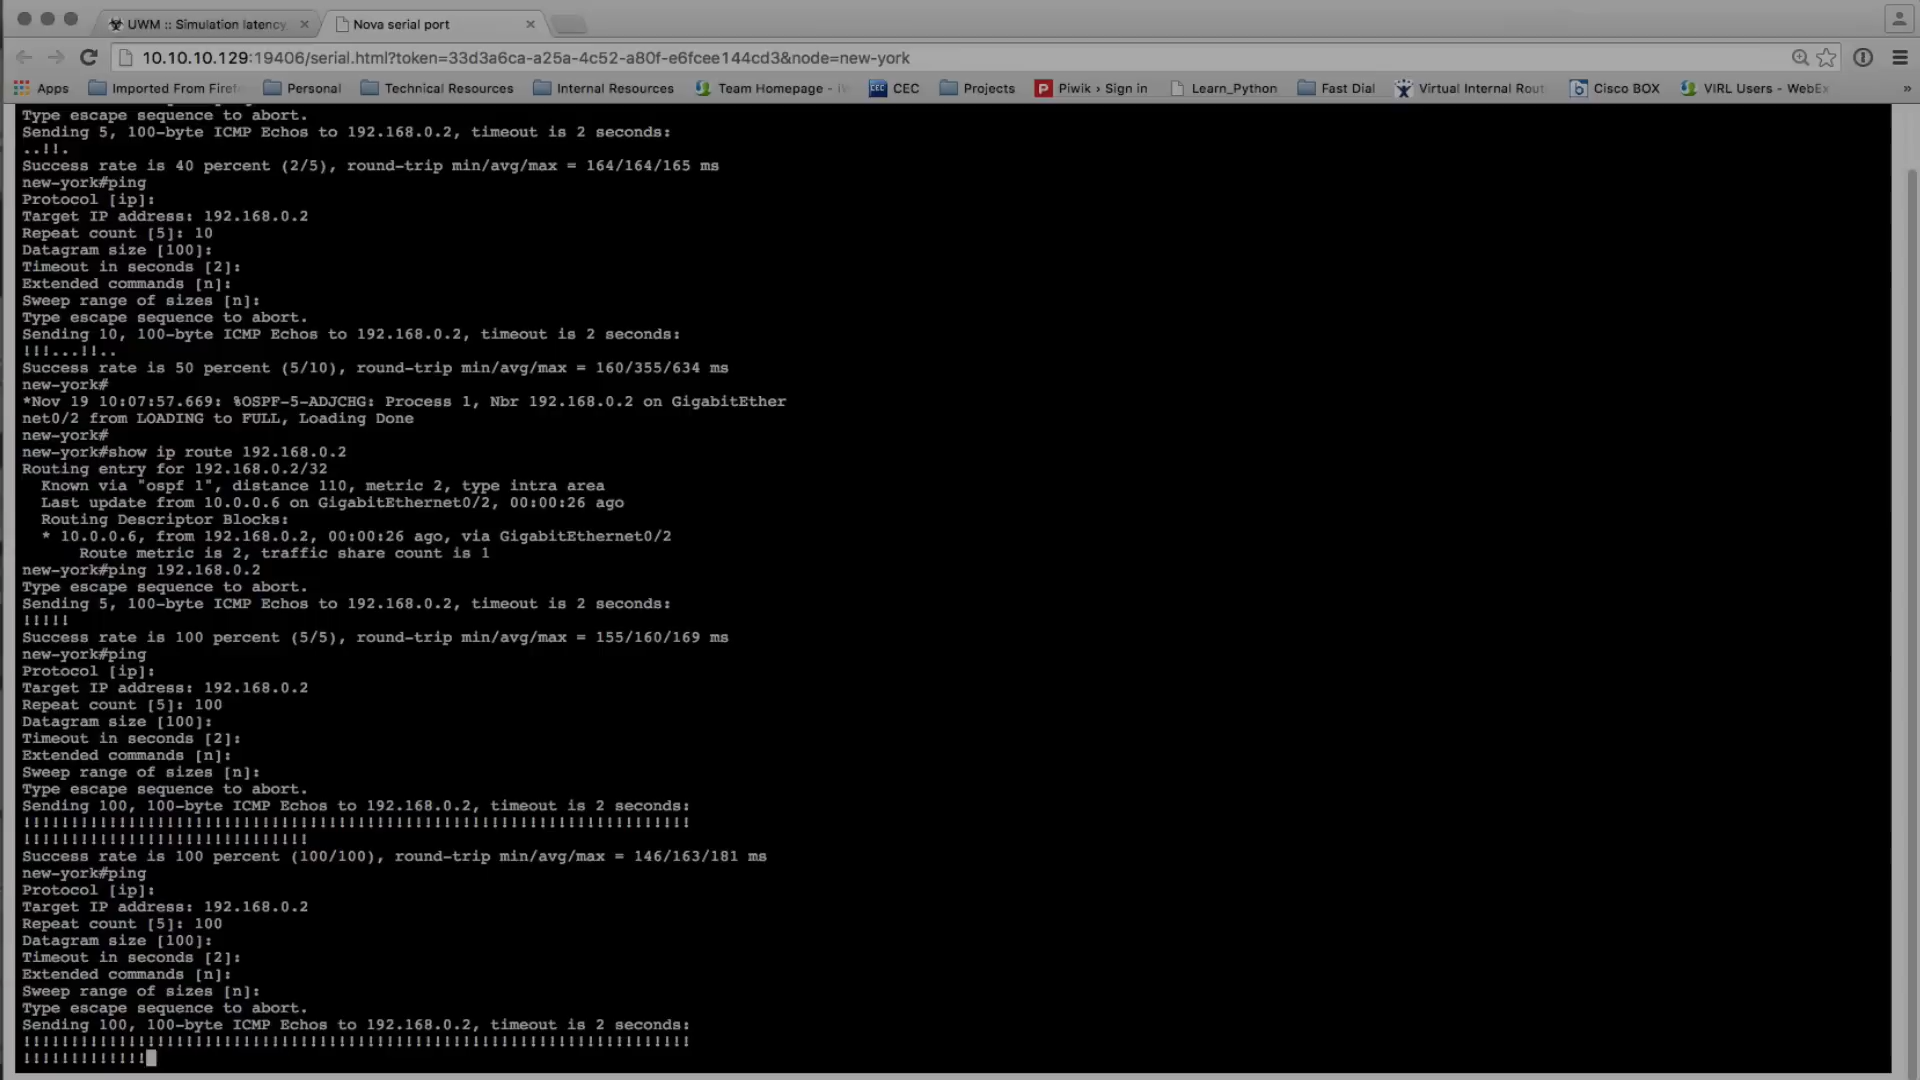 UWM :: Simulation latency
Nova serial port
10.10.10.129:19406/serial.html?token=33d3a6ca-a25a-4c52-a80f-e6fcee144cd3&node=new-york
Apps Imported From Firef Personal Technical Resources Internal Resources Team Homepage - CEC Projects Piwik › Sign in Learn_Python Fast Dial Virtual Internal Rout Cisco BOX VIRL Users - WebEx »
Type escape sequence to abort.
Sending 5, 100-byte ICMP Echos to 192.168.0.2, timeout is 2 seconds:
..!!.
Success rate is 40 percent (2/5), round-trip min/avg/max = 164/164/165 ms
new-york#ping
Protocol [ip]:
Target IP address: 192.168.0.2
Repeat count [5]: 10
Datagram size [100]:
Timeout in seconds [2]:
Extended commands [n]:
Sweep range of sizes [n]:
Type escape sequence to abort.
Sending 10, 100-byte ICMP Echos to 192.168.0.2, timeout is 2 seconds:
!!!...!!..
Success rate is 50 percent (5/10), round-trip min/avg/max = 160/355/634 ms
new-york#
*Nov 19 10:07:57.669: %OSPF-5-ADJCHG: Process 1, Nbr 192.168.0.2 on GigabitEther
net0/2 from LOADING to FULL, Loading Done
new-york#
new-york#show ip route 192.168.0.2
Routing entry for 192.168.0.2/32
Known via "ospf 1", distance 110, metric 2, type intra area
Last update from 10.0.0.6 on GigabitEthernet0/2, 00:00:26 ago
Routing Descriptor Blocks:
* 10.0.0.6, from 192.168.0.2, 00:00:26 ago, via GigabitEthernet0/2
Route metric is 2, traffic share count is 1
new-york#ping 192.168.0.2
Type escape sequence to abort.
Sending 5, 100-byte ICMP Echos to 192.168.0.2, timeout is 2 seconds:
!!!!!
Success rate is 100 percent (5/5), round-trip min/avg/max = 155/160/169 ms
new-york#ping
Protocol [ip]:
Target IP address: 192.168.0.2
Repeat count [5]: 100
Datagram size [100]:
Timeout in seconds [2]:
Extended commands [n]:
Sweep range of sizes [n]:
Type escape sequence to abort.
Sending 100, 100-byte ICMP Echos to 192.168.0.2, timeout is 2 seconds:
!!!!!!!!!!!!!!!!!!!!!!!!!!!!!!!!!!!!!!!!!!!!!!!!!!!!!!!!!!!!!!!!!!!!!!
!!!!!!!!!!!!!!!!!!!!!!!!!!!!!!
Success rate is 100 percent (100/100), round-trip min/avg/max = 146/163/181 ms
new-york#ping
Protocol [ip]:
Target IP address: 192.168.0.2
Repeat count [5]: 100
Datagram size [100]:
Timeout in seconds [2]:
Extended commands [n]:
Sweep range of sizes [n]:
Type escape sequence to abort.
Sending 100, 100-byte ICMP Echos to 192.168.0.2, timeout is 2 seconds:
!!!!!!!!!!!!!!!!!!!!!!!!!!!!!!!!!!!!!!!!!!!!!!!!!!!!!!!!!!!!!!!!!!!!!!
!!!!!!!!!!!!!